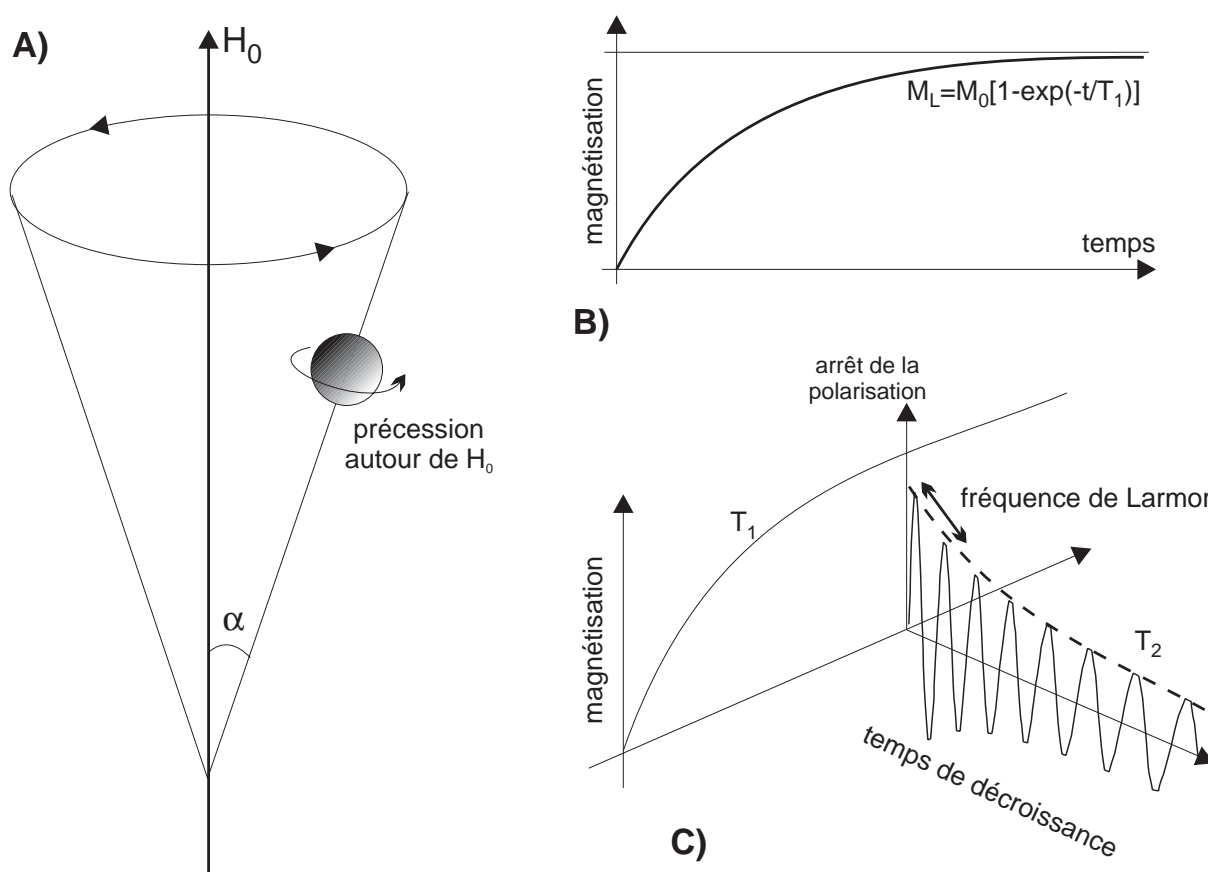 A)
H₀
α
précession
autour de H₀
magnétisation
M_L=M₀[1-exp(-t/T₁)]
temps
B)
arrêt de la
polarisation
magnétisation
T₁
fréquence de Larmor
T₂
temps de décroissance
C)